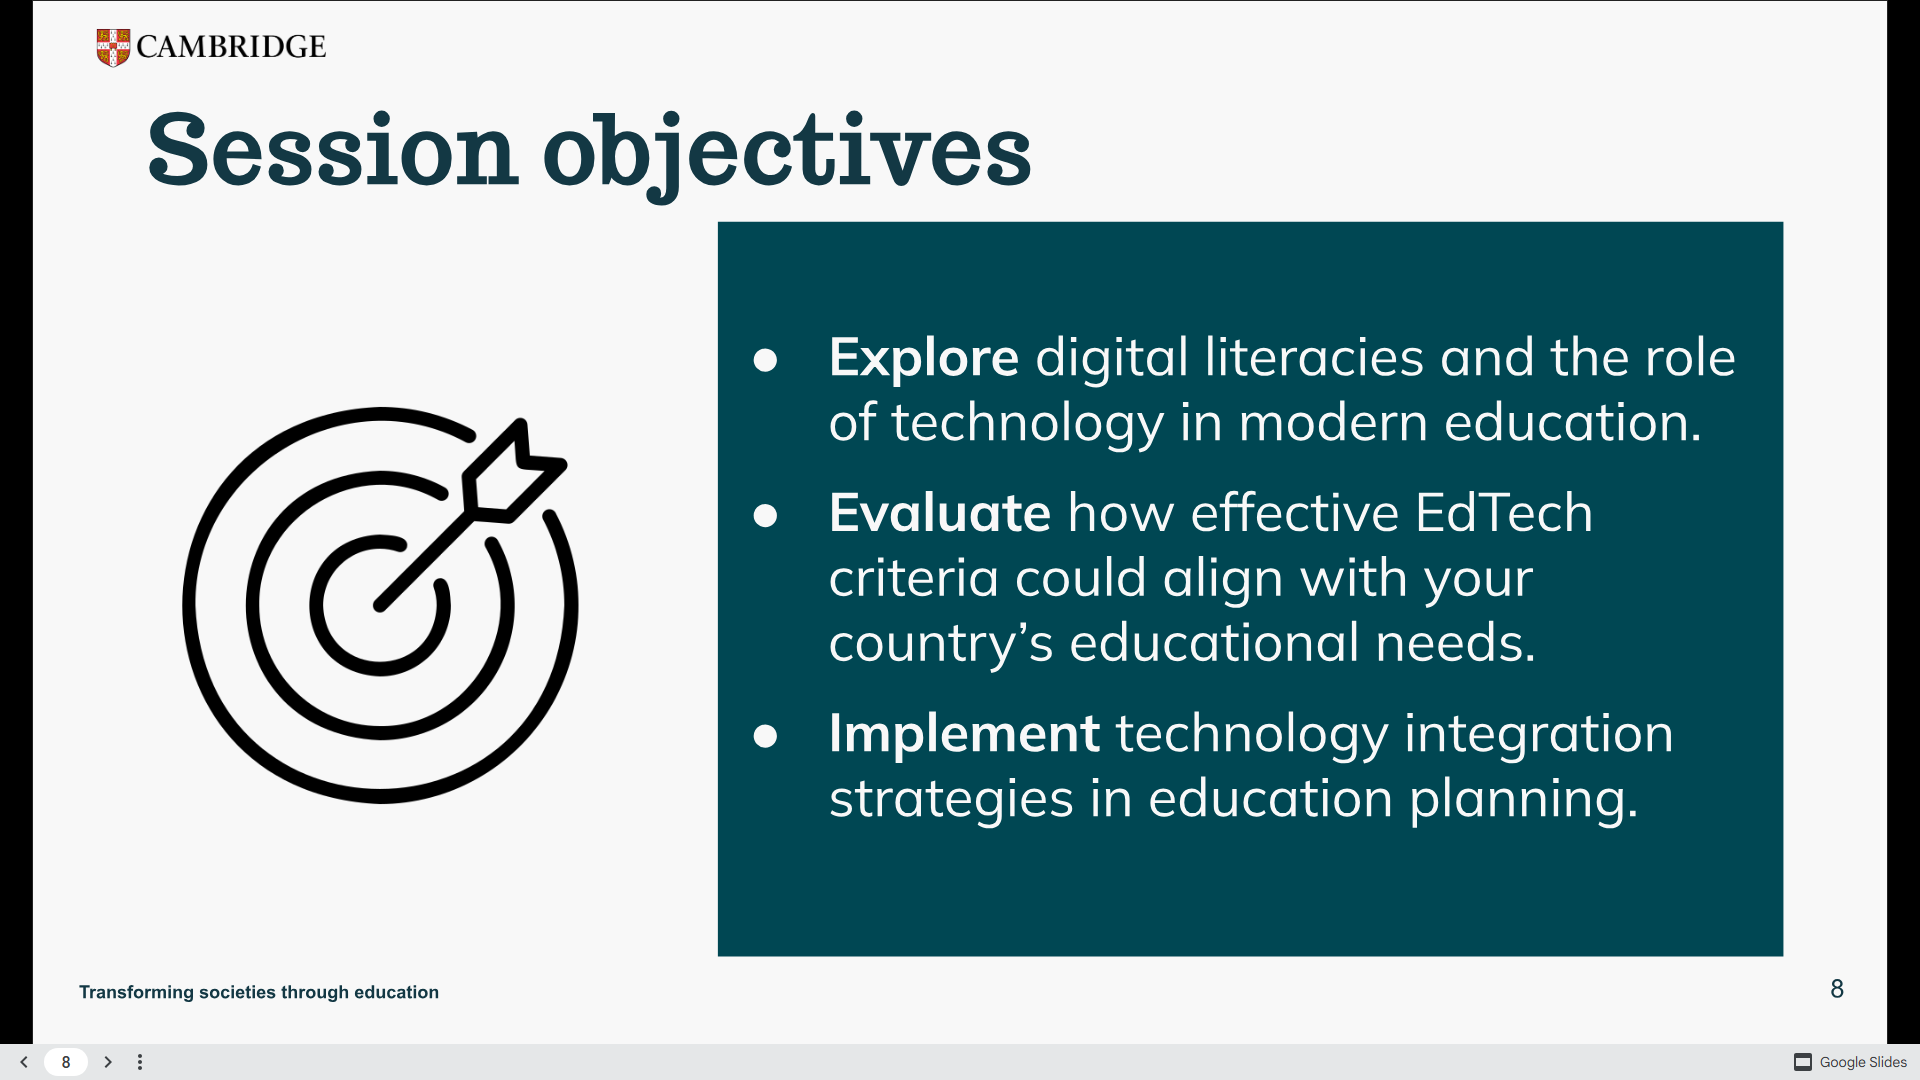 CAMBRIDGE
Session objectives
● Explore digital literacies and the role
of technology in modern education.
● Evaluate how effective EdTech
criteria could align with your
country’s educational needs.
● Implement technology integration
strategies in education planning.
Transforming societies through education
8
8
Google Slides